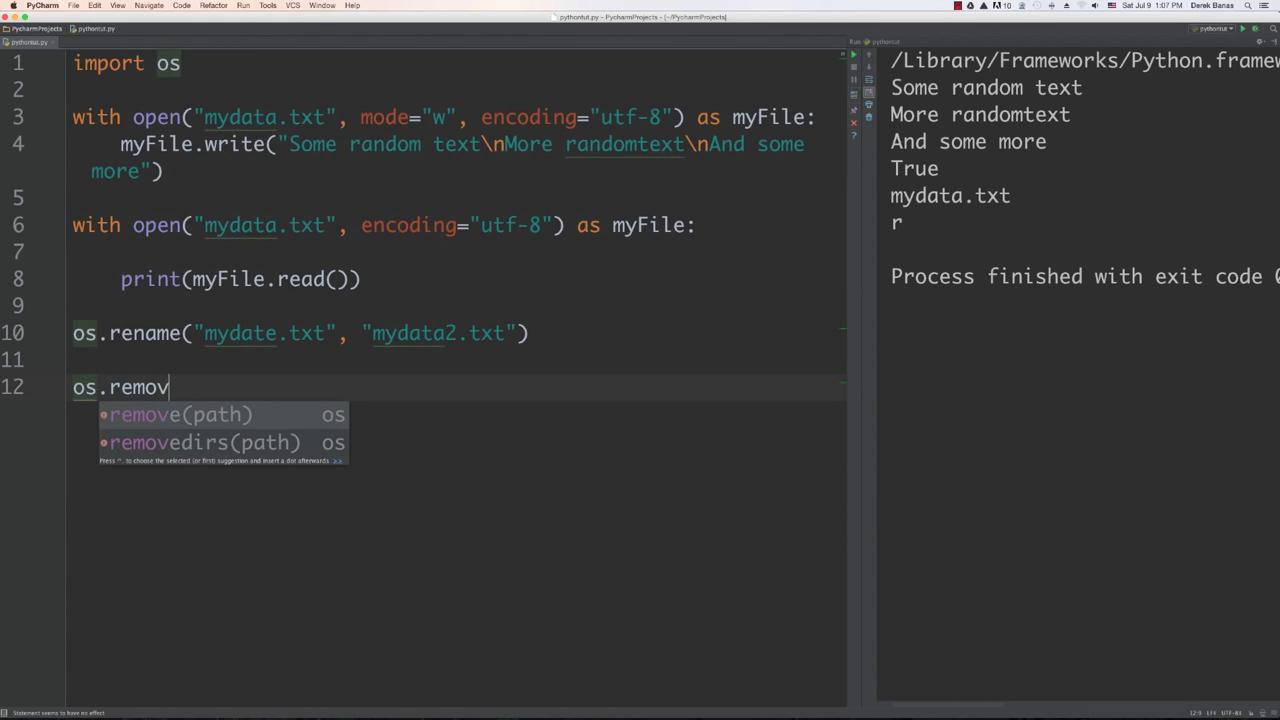 PyCharm File Edit View Navigate Code Refactor Run Tools VCS Window Help 10 Sat Jul 9 1:07 PM Derek Banas
pythontut.py - PycharmProjects - [~/PycharmProjects]
PycharmProjects pythontut.py pythontut
pythontut.py Run pythontut
1 import os
2
3 with open("mydata.txt", mode="w", encoding="utf-8") as myFile:
4 myFile.write("Some random text\nMore randomtext\nAnd some
more")
5
6 with open("mydata.txt", encoding="utf-8") as myFile:
7
8 print(myFile.read())
9
10 os.rename("mydate.txt", "mydata2.txt")
11
12 os.remov
remove(path) os
removedirs(path) os
Press ^. to choose the selected (or first) suggestion and insert a dot afterwards >>
/Library/Frameworks/Python.framew
Some random text
More randomtext
And some more
True
mydata.txt
r
Process finished with exit code 0
Statement seems to have no effect 12:9 LF÷ UTF-8÷